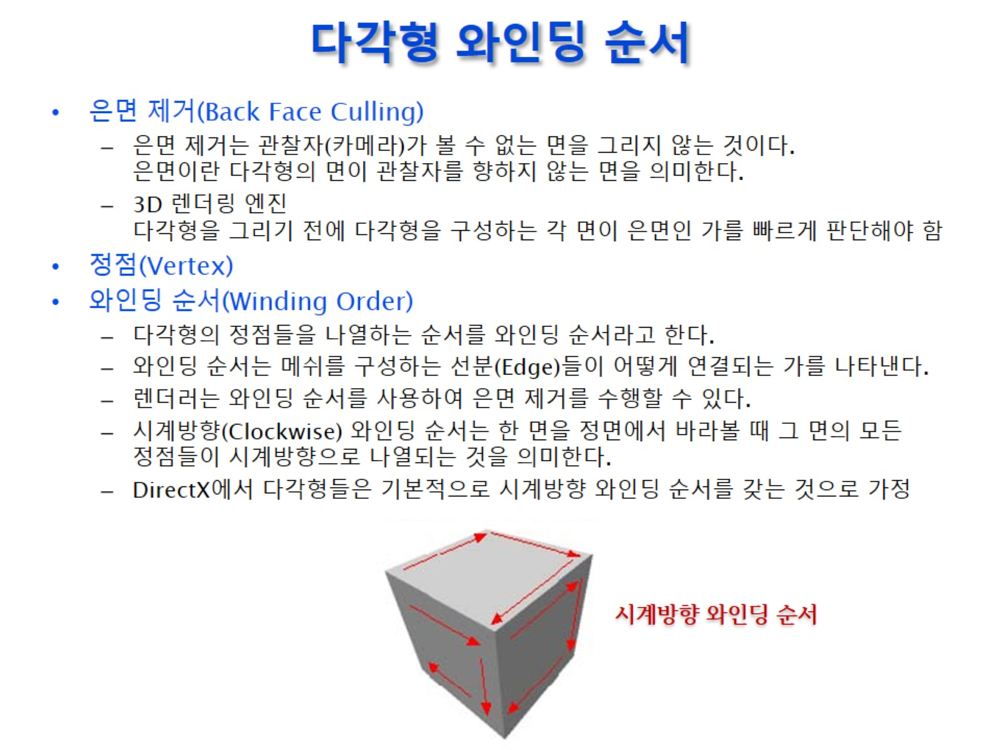 다각형 와인딩 순서
• 은면 제거(Back Face Culling)
– 은면 제거는 관찰자(카메라)가 볼 수 없는 면을 그리지 않는 것이다.
은면이란 다각형의 면이 관찰자를 향하지 않는 면을 의미한다.
– 3D 렌더링 엔진
다각형을 그리기 전에 다각형을 구성하는 각 면이 은면인 가를 빠르게 판단해야 함
• 정점(Vertex)
• 와인딩 순서(Winding Order)
– 다각형의 정점들을 나열하는 순서를 와인딩 순서라고 한다.
– 와인딩 순서는 메쉬를 구성하는 선분(Edge)들이 어떻게 연결되는 가를 나타낸다.
– 렌더러는 와인딩 순서를 사용하여 은면 제거를 수행할 수 있다.
– 시계방향(Clockwise) 와인딩 순서는 한 면을 정면에서 바라볼 때 그 면의 모든
정점들이 시계방향으로 나열되는 것을 의미한다.
– DirectX에서 다각형들은 기본적으로 시계방향 와인딩 순서를 갖는 것으로 가정
시계방향 와인딩 순서